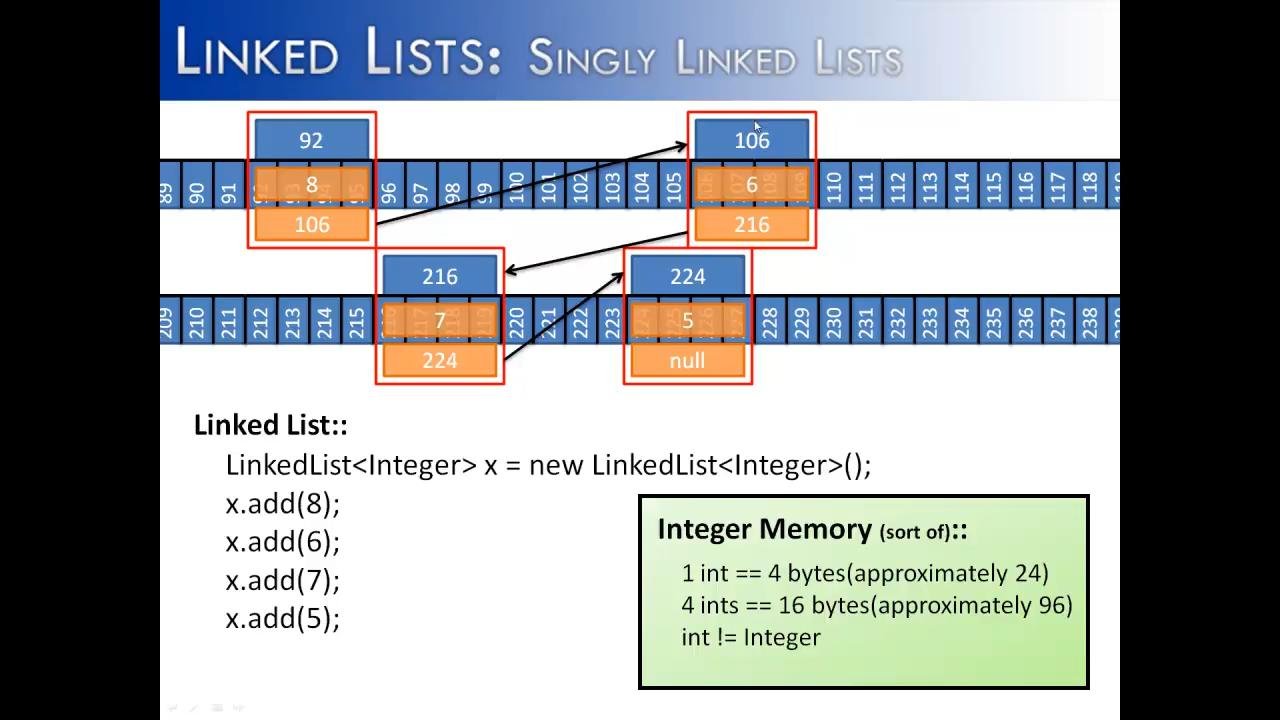 LINKED LISTS: SINGLY LINKED LISTS
92 106
89 90 91 96 97 98 99 100 101 102 103 104 105 110 111 112 113 114 115 116 117 118
8 6
106 216
216 224
209 210 211 212 213 214 215 220 221 222 223 228 229 230 231 232 233 234 235 236 237 238
7 5
224 null
Linked List::
LinkedList<Integer> x = new LinkedList<Integer>();
x.add(8);
x.add(6);
x.add(7);
x.add(5);
Integer Memory (sort of)::
1 int == 4 bytes(approximately 24)
4 ints == 16 bytes(approximately 96)
int != Integer